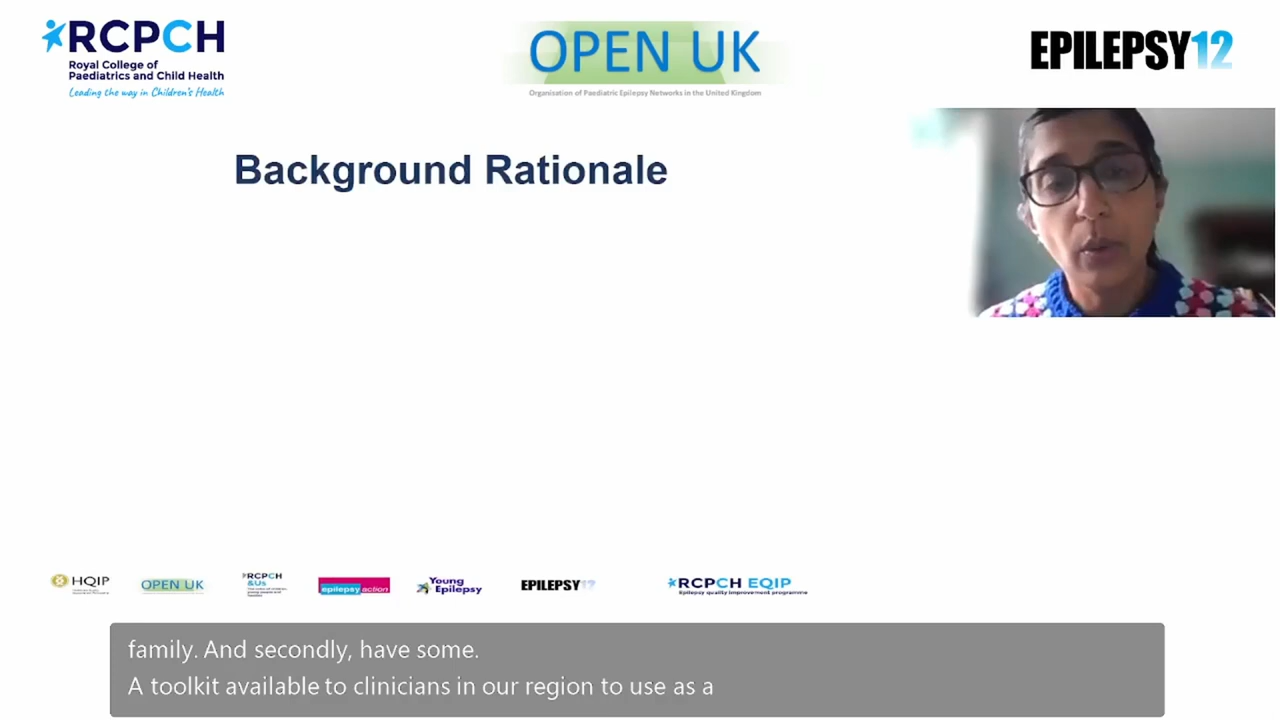 RCPCH
Royal College of
Paediatrics and Child Health
Leading the way in Children's Health
OPEN UK
Organisation of Paediatric Epilepsy Networks in the United Kingdom
EPILEPSY12
Background Rationale
HQIP
OPEN UK
RCPCH
&Us
epilepsy action
Young
Epilepsy
EPILEPSY12
RCPCH EQIP
Epilepsy quality improvement programme
family. And secondly, have some.
A toolkit available to clinicians in our region to use as a